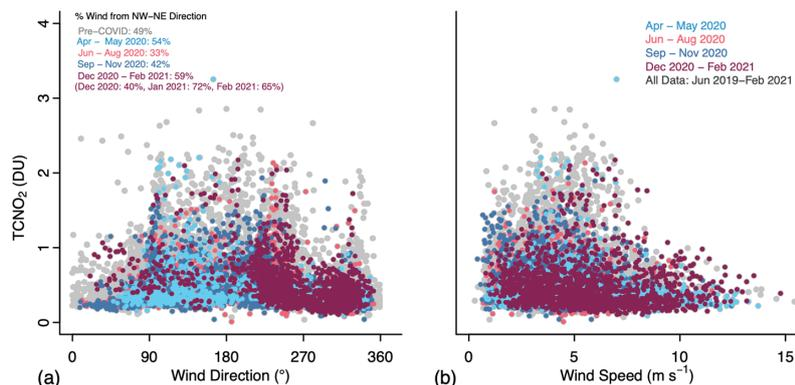 % Wind from NW−NE Direction
Pre−COVID: 49%
Apr − May 2020: 54%
Jun − Aug 2020: 33%
Sep − Nov 2020: 42%
Dec 2020 − Feb 2021: 59%
(Dec 2020: 40%, Jan 2021: 72%, Feb 2021: 65%)
TCNO₂ (DU)
4
3
2
1
0
0 90 180 270 360
(a) Wind Direction (°)
Apr − May 2020
Jun − Aug 2020
Sep − Nov 2020
Dec 2020 − Feb 2021
All Data: Jun 2019−Feb 2021
0 5 10 15
(b) Wind Speed (m s⁻¹)